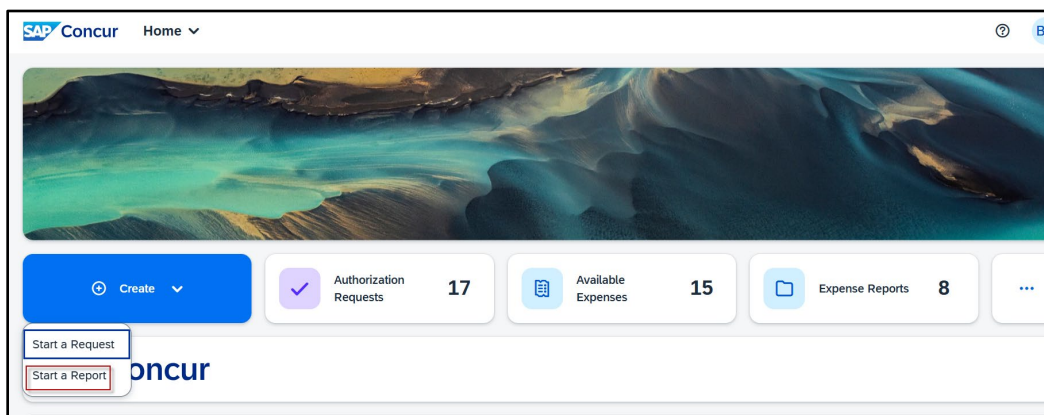 SAP Concur Home
B
Create
Authorization
Requests
17
Available
Expenses
15
Expense Reports
8
Start a Request
Start a Report
oncur